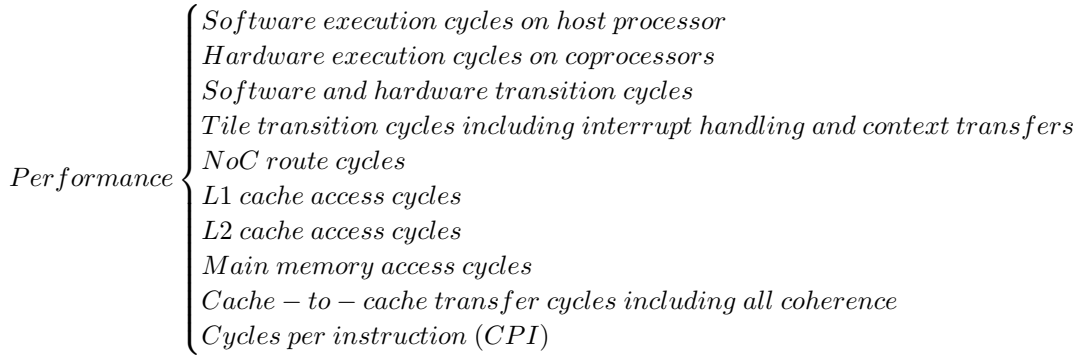 Performance
Software execution cycles on host processor
Hardware execution cycles on coprocessors
Software and hardware transition cycles
Tile transition cycles including interrupt handling and context transfers
NoC route cycles
L1 cache access cycles
L2 cache access cycles
Main memory access cycles
Cache − to − cache transfer cycles including all coherence
Cycles per instruction (CPI)